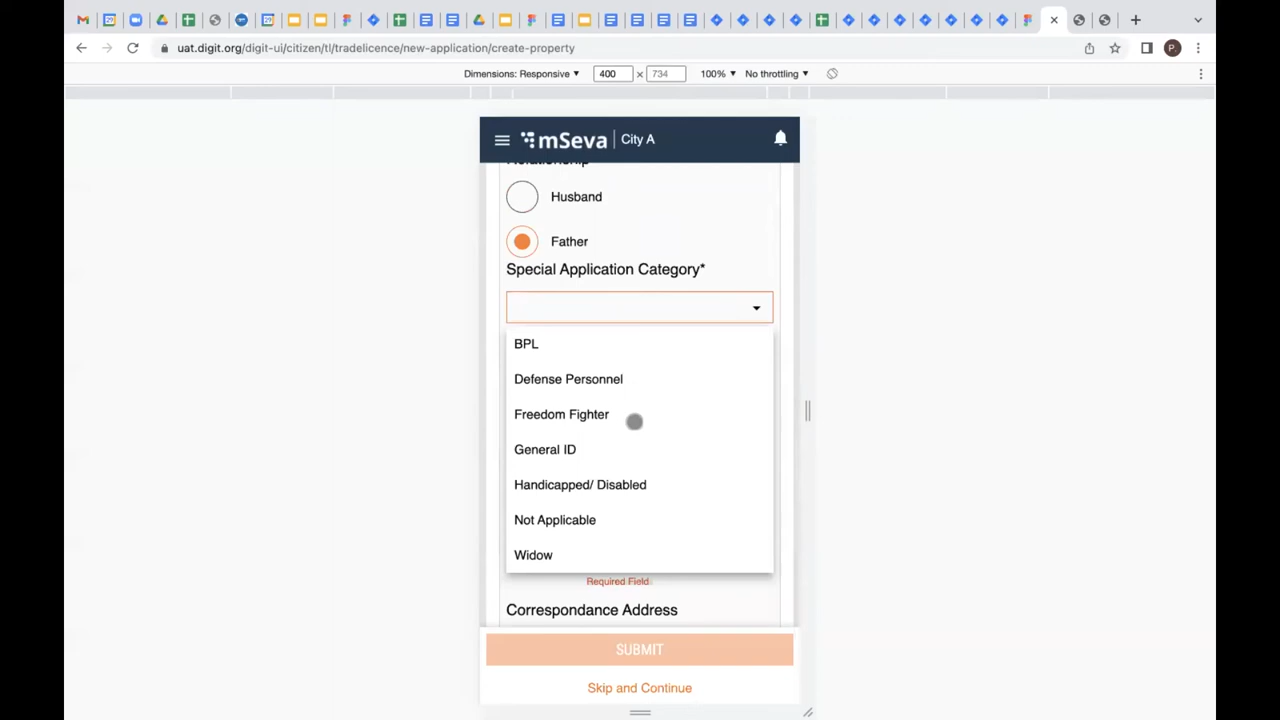 uat.digit.org/digit-ui/citizen/tl/tradelicence/new-application/create-property
Dimensions: Responsive 400 × 734 100% No throttling
mSeva City A
Relationship
Husband
Father
Special Application Category*
BPL
Defense Personnel
Freedom Fighter
General ID
Handicapped/ Disabled
Not Applicable
Widow
Required Field
Correspondance Address
SUBMIT
Skip and Continue